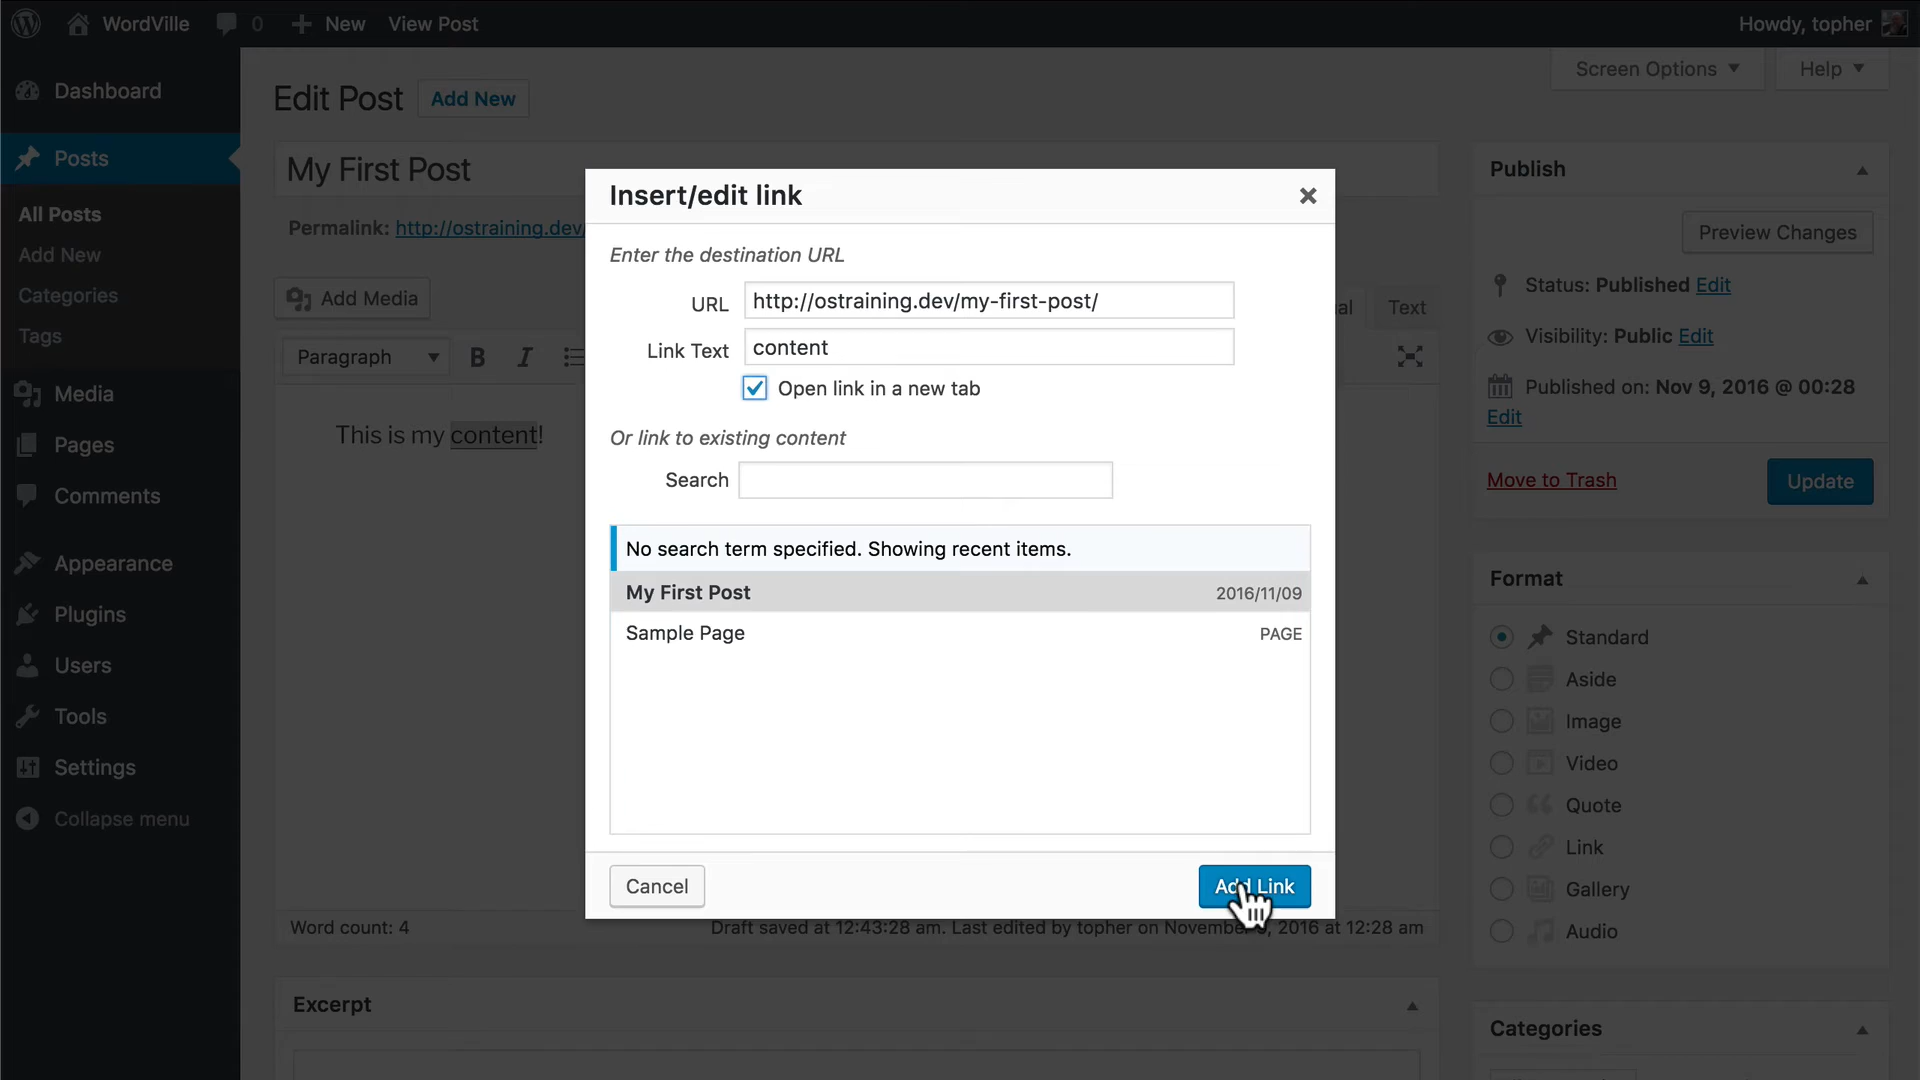 WordVille 0 New View Post Howdy, topher
Screen Options Help
Dashboard
Posts
All Posts
Add New
Categories
Tags
Media
Pages
Comments
Appearance
Plugins
Users
Tools
Settings
Collapse menu
Edit Post Add New
My First Post
Permalink: http://ostraining.dev/
Add Media
al Text
Paragraph B I
This is my content!
Word count: 4
Draft saved at 12:43:28 am. Last edited by topher on November 9, 2016 at 12:28 am
Excerpt
Insert/edit link
Enter the destination URL
URL http://ostraining.dev/my-first-post/
Link Text content
Open link in a new tab
Or link to existing content
Search
No search term specified. Showing recent items.
My First Post 2016/11/09
Sample Page PAGE
Cancel Add Link
Publish
Preview Changes
Status: Published Edit
Visibility: Public Edit
Published on: Nov 9, 2016 @ 00:28
Edit
Move to Trash Update
Format
Standard
Aside
Image
Video
Quote
Link
Gallery
Audio
Categories